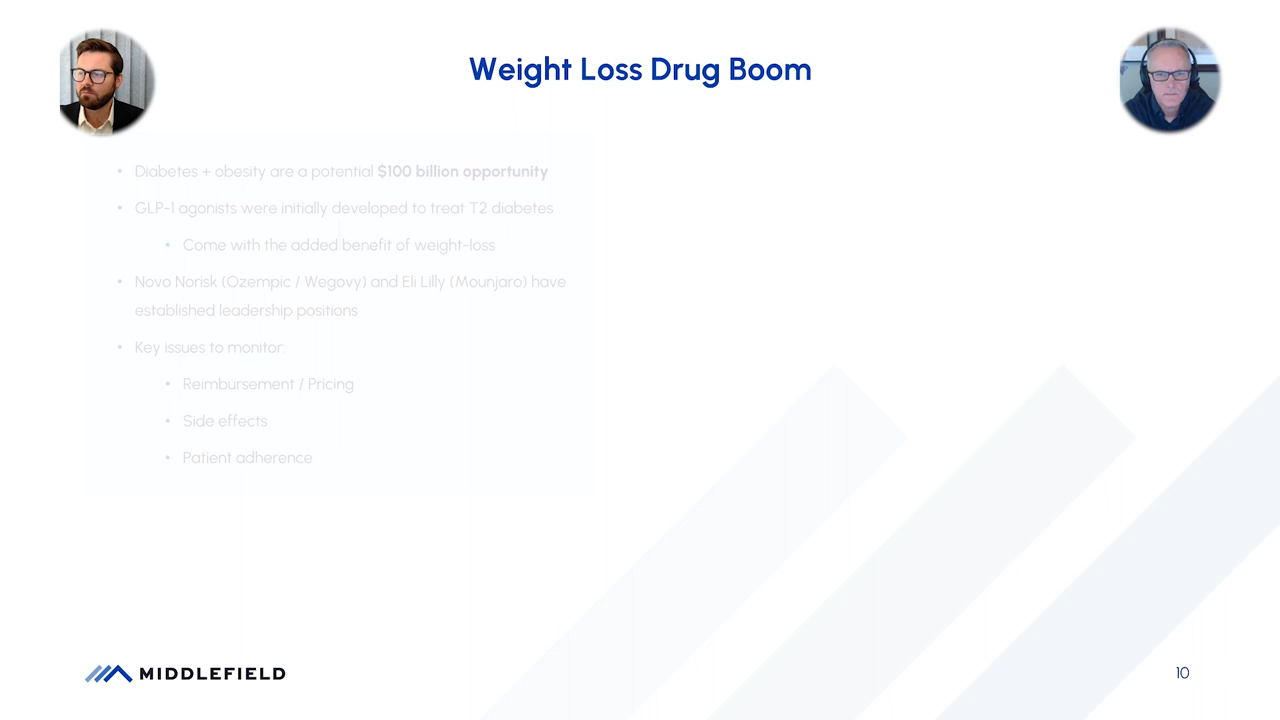 Weight Loss Drug Boom
• Diabetes + obesity are a potential $100 billion opportunity
• GLP-1 agonists were initially developed to treat T2 diabetes
• Come with the added benefit of weight-loss
• Novo Norisk (Ozempic / Wegovy) and Eli Lilly (Mounjaro) have
established leadership positions
• Key issues to monitor:
• Reimbursement / Pricing
• Side effects
• Patient adherence
MIDDLEFIELD
10